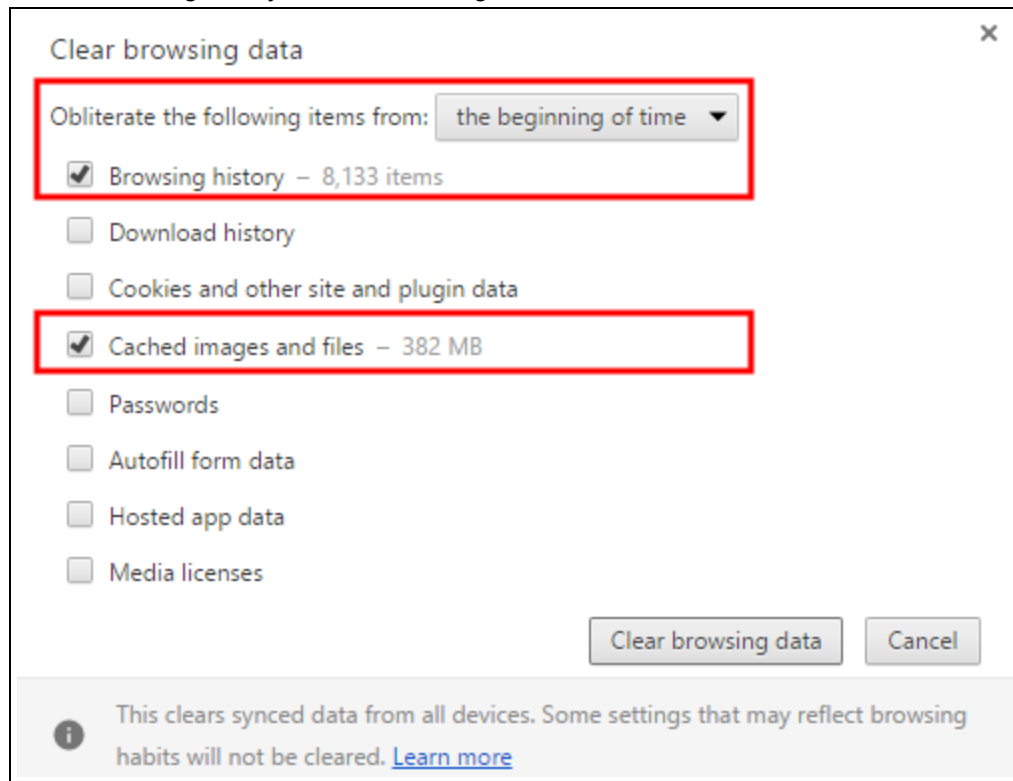 Clear browsing data
Obliterate the following items from: the beginning of time
Browsing history – 8,133 items
Download history
Cookies and other site and plugin data
Cached images and files – 382 MB
Passwords
Autofill form data
Hosted app data
Media licenses
Clear browsing data Cancel
This clears synced data from all devices. Some settings that may reflect browsing
habits will not be cleared. Learn more